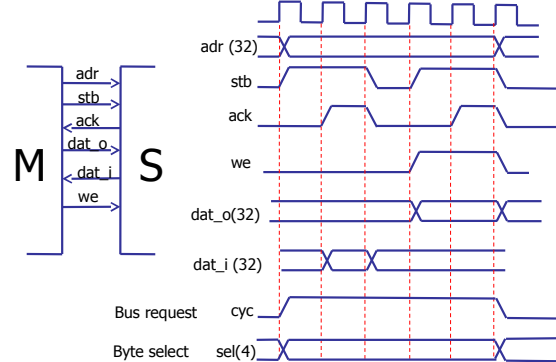 adr
stb
ack
dat_o
dat_i
we
M
S
adr (32)
stb
ack
we
dat_o(32)
dat_i (32)
Bus request cyc
Byte select sel(4)